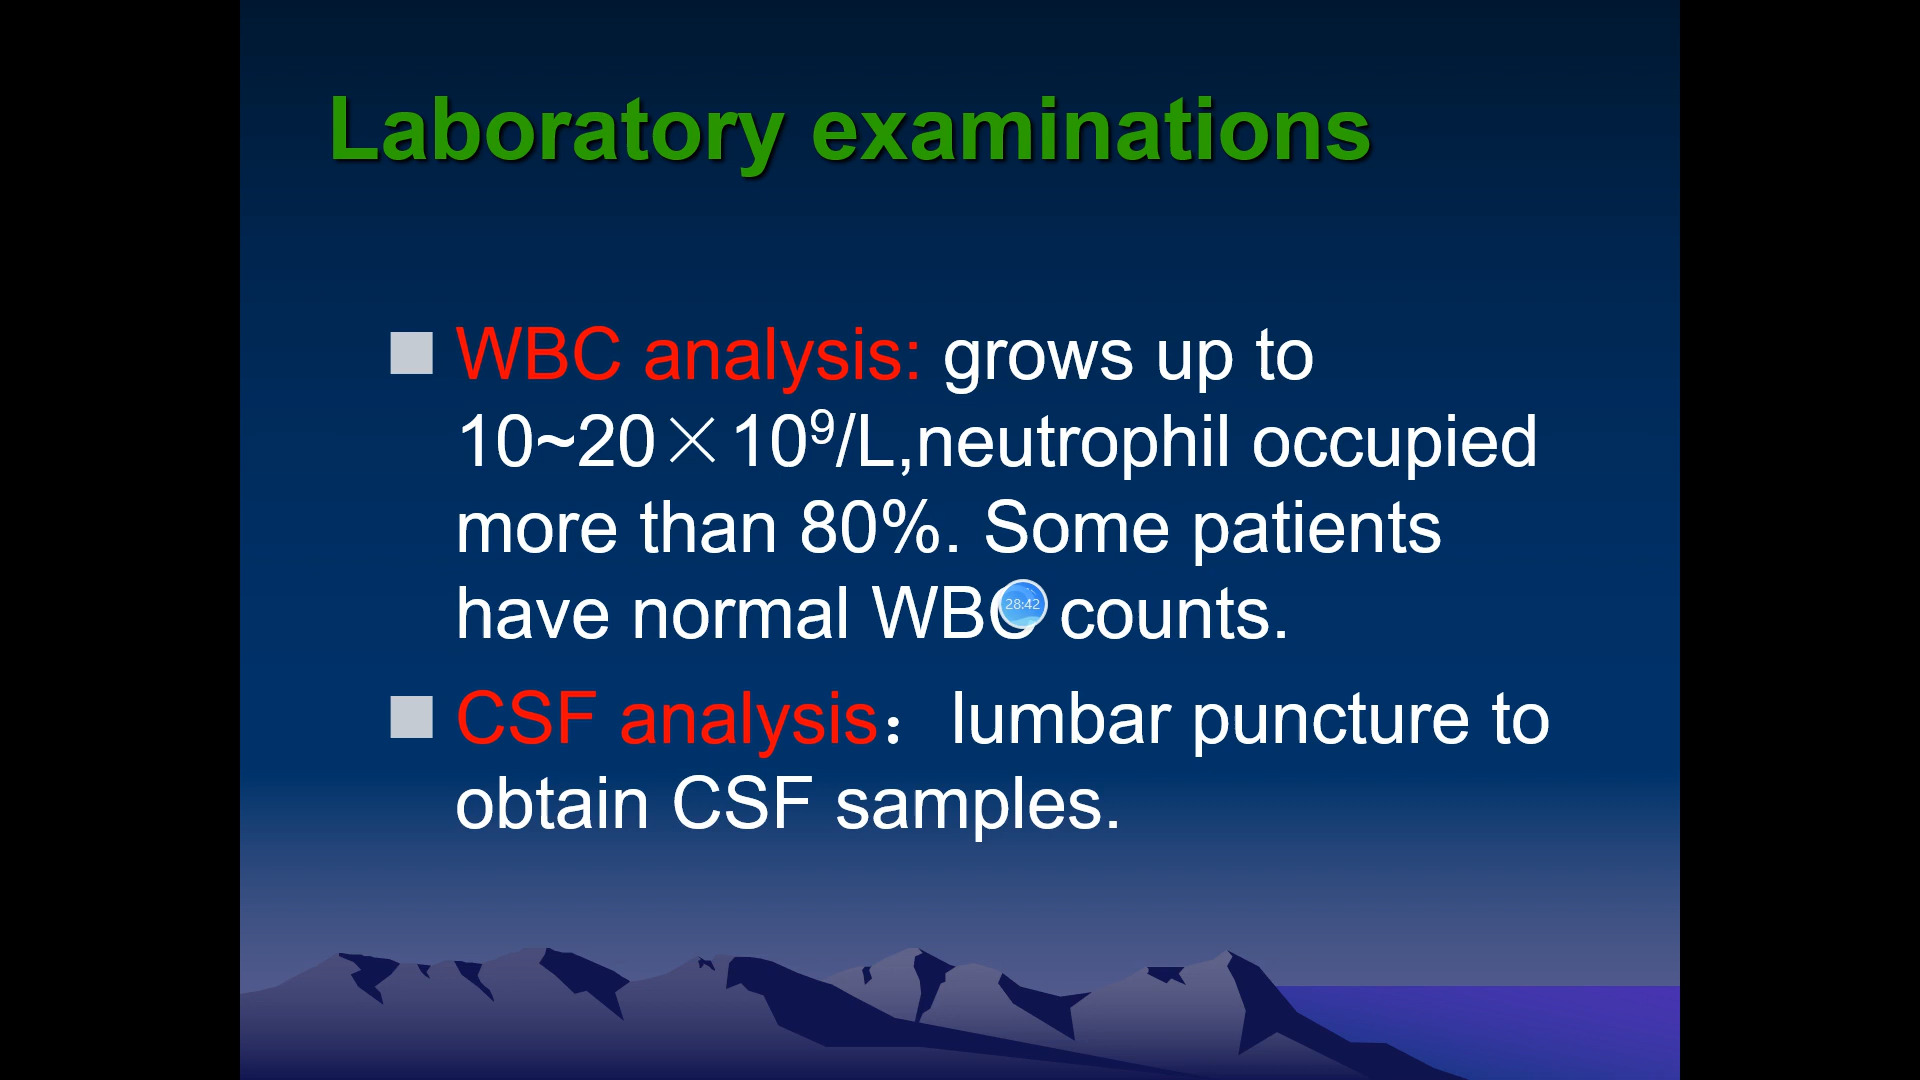 Laboratory examinations
WBC analysis: grows up to
10~20×10⁹/L,neutrophil occupied
more than 80%. Some patients
have normal WBC counts.
28:42
CSF analysis：lumbar puncture to
obtain CSF samples.